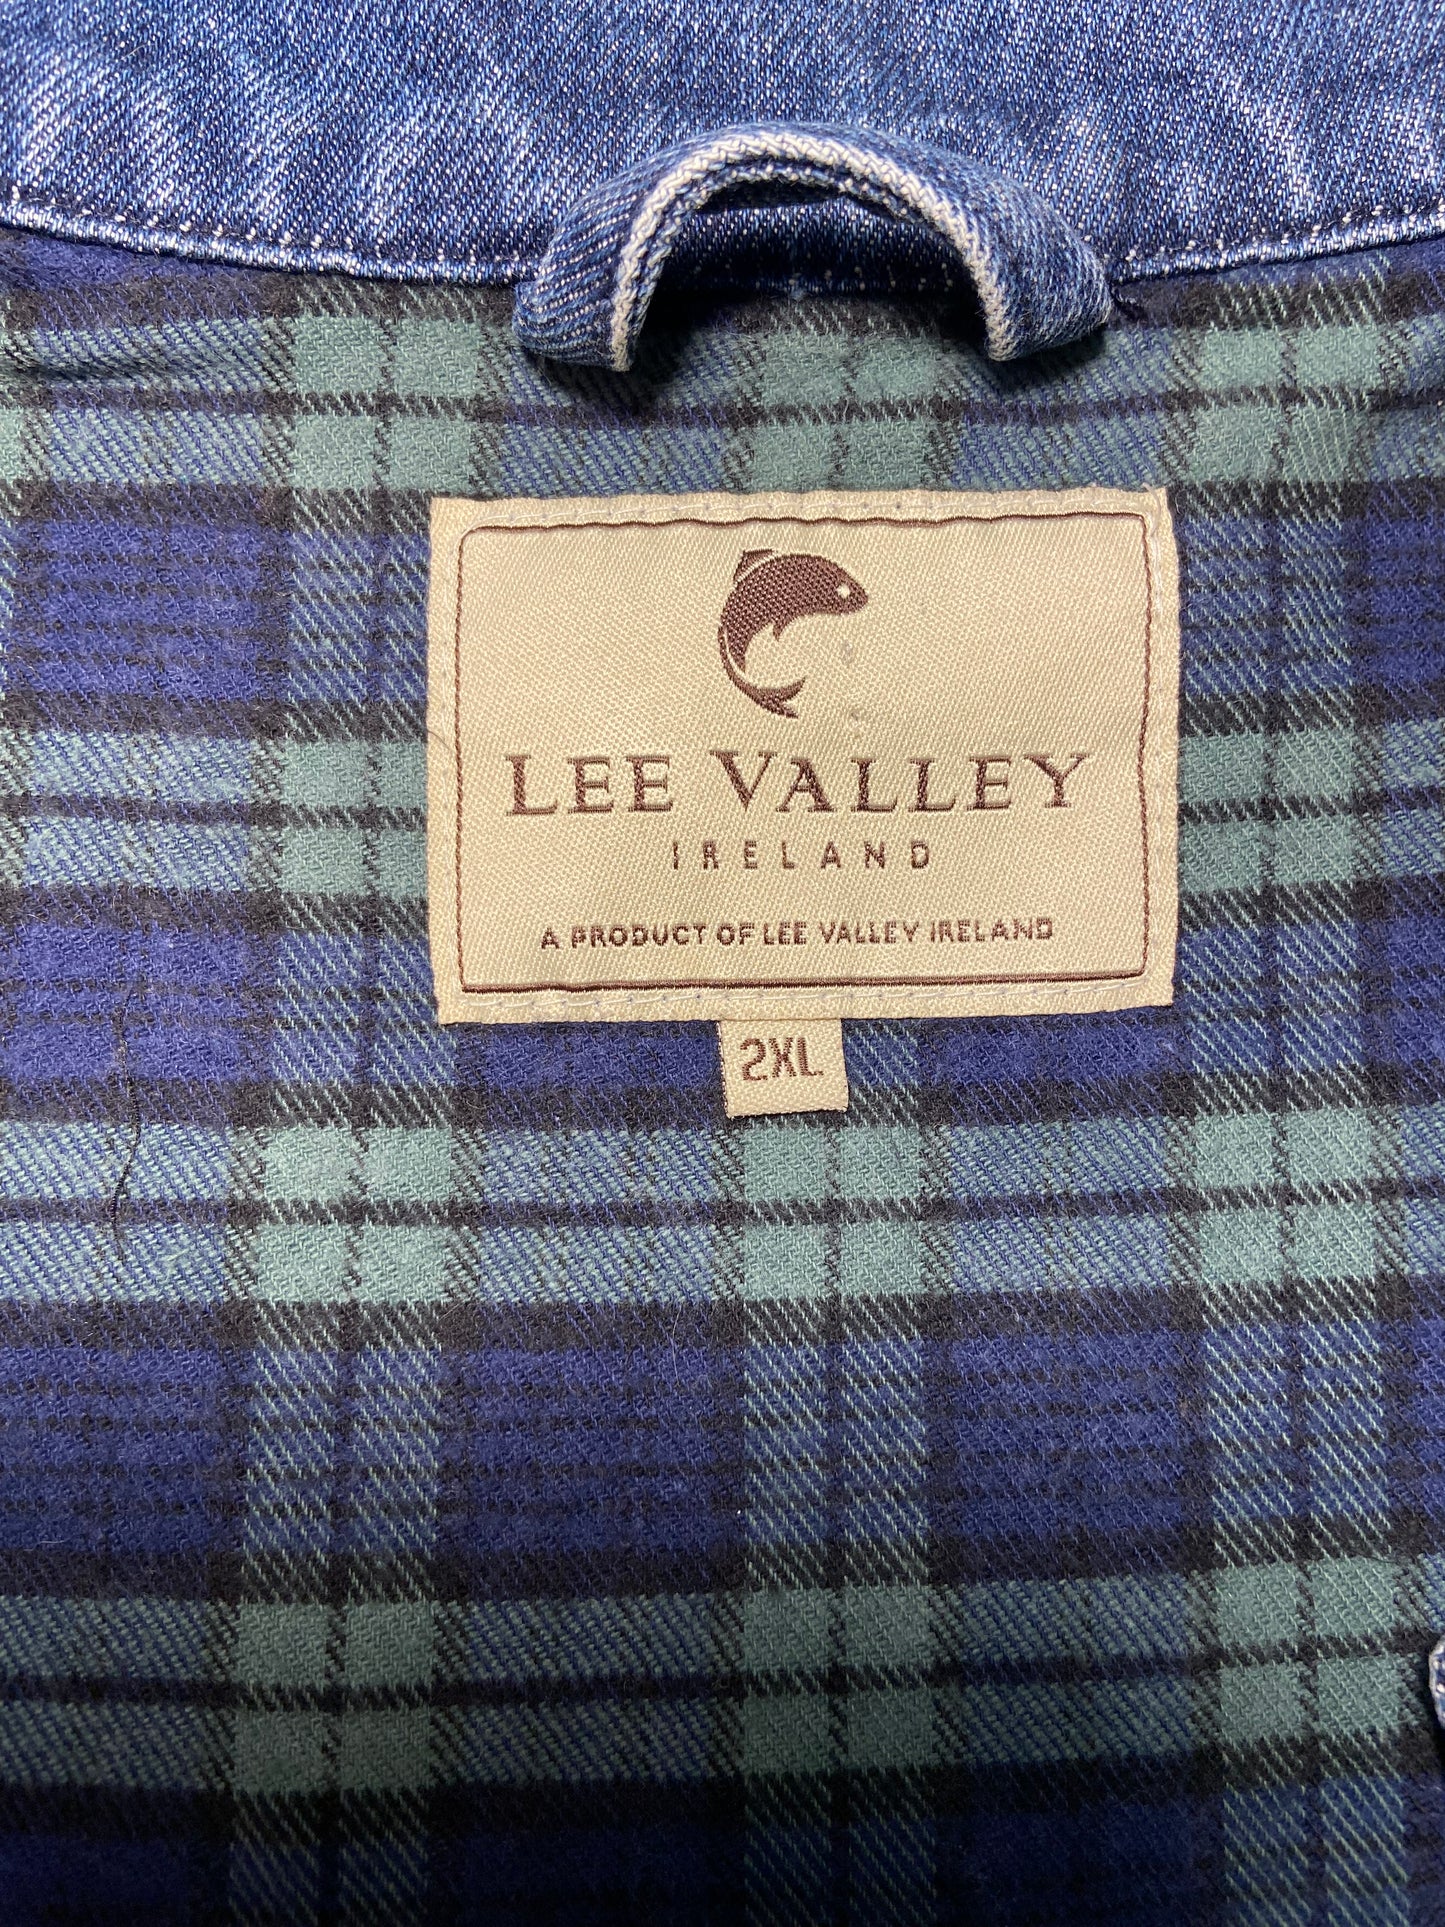 LEE VALLEY
IRELAND
A PRODUCT OF LEE VALLEY IRELAND
2XL